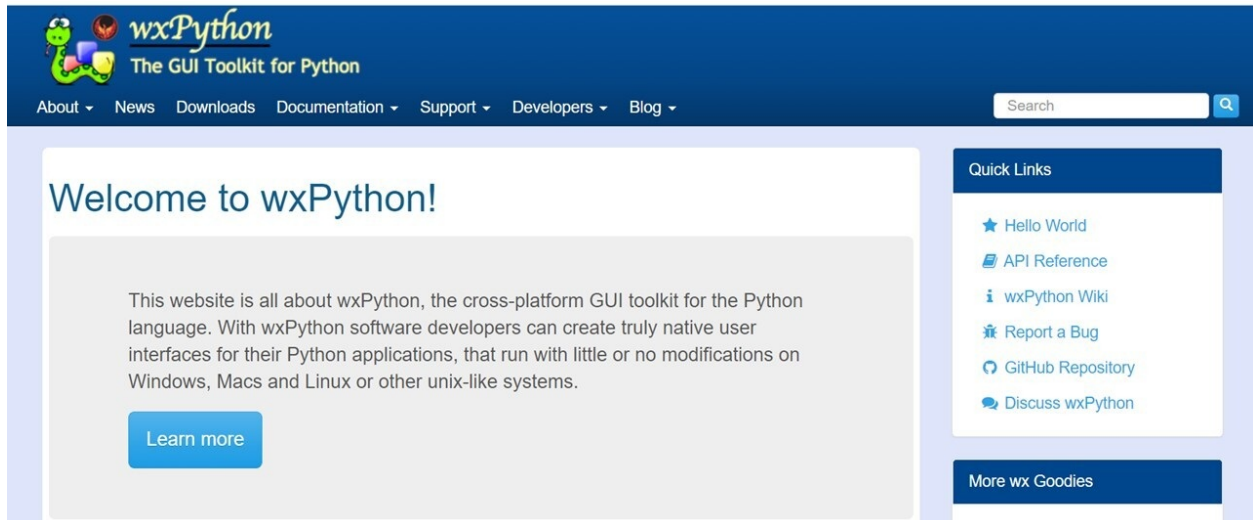 wxPython
The GUI Toolkit for Python
About News Downloads Documentation Support Developers Blog Search
Welcome to wxPython!
This website is all about wxPython, the cross-platform GUI toolkit for the Python
language. With wxPython software developers can create truly native user
interfaces for their Python applications, that run with little or no modifications on
Windows, Macs and Linux or other unix-like systems.
Learn more
Quick Links
Hello World
API Reference
wxPython Wiki
Report a Bug
GitHub Repository
Discuss wxPython
More wx Goodies